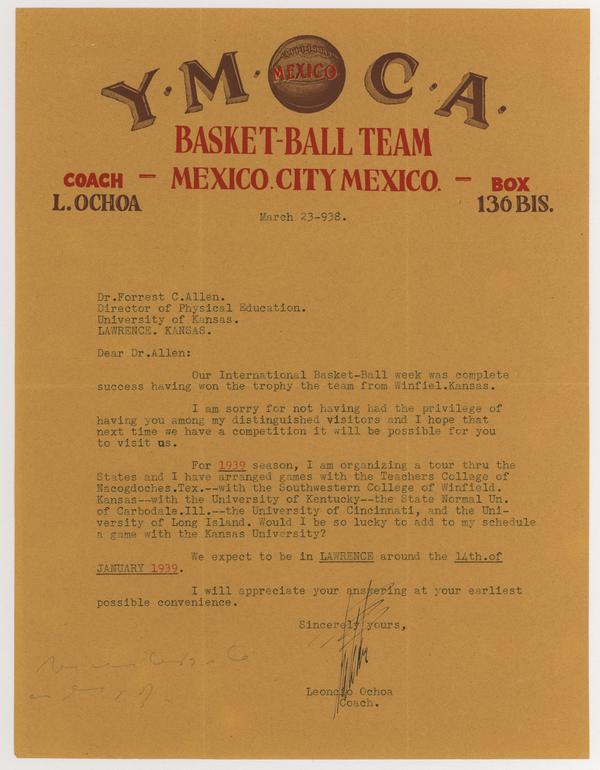 Y.M.C.A.
MEXICO
BASKET-BALL TEAM
COACH — MEXICO.CITY MEXICO. — BOX
L.OCHOA 136 BIS.
March 23-938.
Dr.Forrest C.Allen.
Director of Physical Education.
University of Kansas.
LAWRENCE. KANSAS.
Dear Dr.Allen:
Our International Basket-Ball week was complete
success having won the trophy the team from Winfiel.Kansas.
I am sorry for not having had the privilege of
having you among my distinguished visitors and I hope that
next time we have a competition it will be possible for you
to visit us.
For 1939 season, I am organizing a tour thru the
States and I have arranged games with the Teachers College of
Nacogdoches.Tex.--with the Southwestern College of Winfield.
Kansas--with the University of Kentucky--the State Normal Un.
of Carbodale.Ill.--the University of Cincinnati, and the Uni-
versity of Long Island. Would I be so lucky to add to my schedule
a game with the Kansas University?
We expect to be in LAWRENCE around the 14th.of
JANUARY 1939.
I will appreciate your answering at your earliest
possible convenience.
Sincerely yours,
Leoncio Ochoa
Coach.